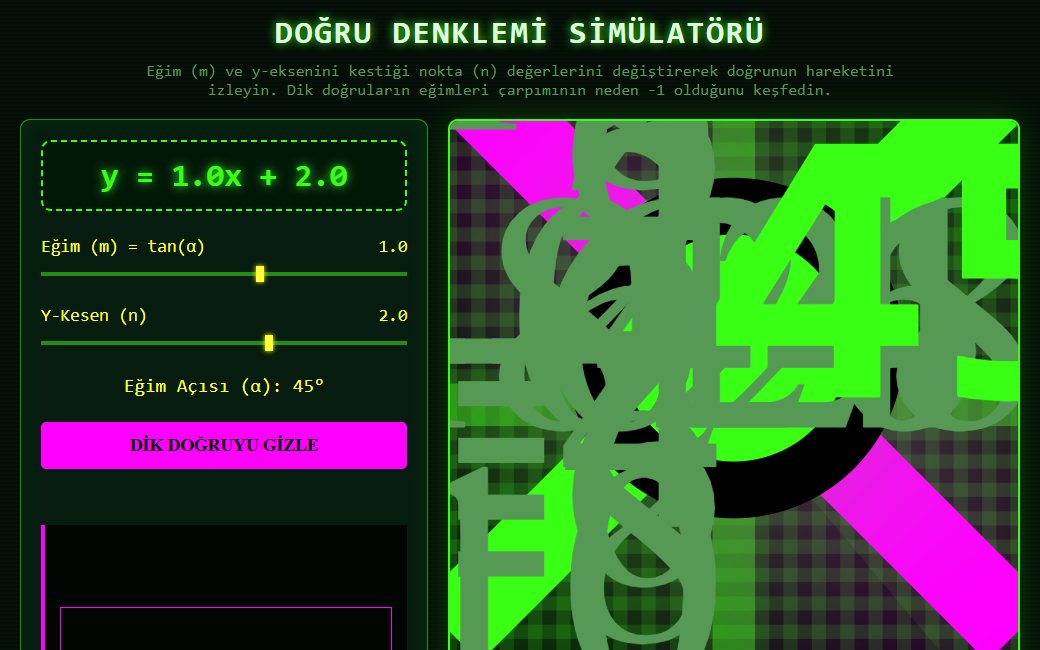 DOĞRU DENKLEMİ SİMÜLATÖRÜ
Eğim (m) ve y-eksenini kestiği nokta (n) değerlerini değiştirerek doğrunun hareketini
izleyin. Dik doğruların eğimleri çarpımının neden -1 olduğunu keşfedin.
y = 1.0x + 2.0
Eğim (m) = tan(α) 1.0
Y-Kesen (n) 2.0
Eğim Açısı (α): 45°
DİK DOĞRUYU GİZLE